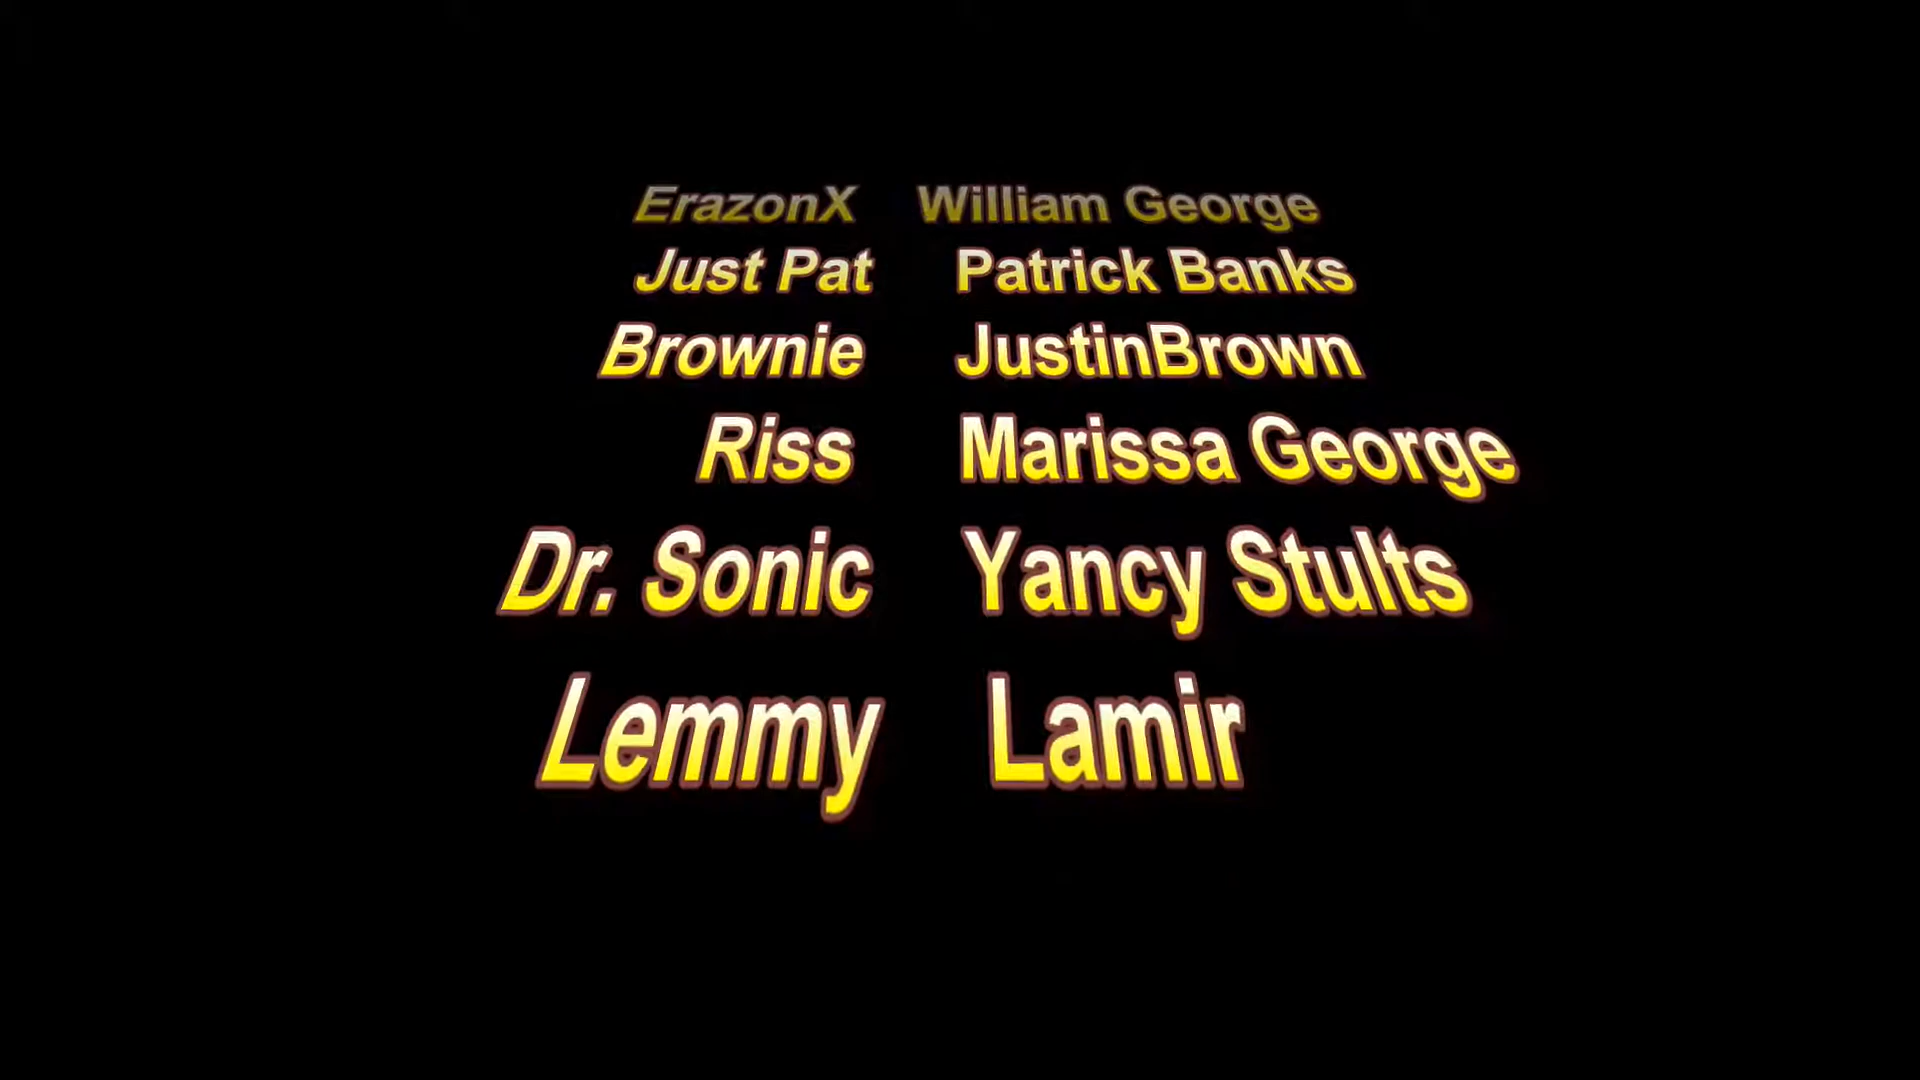 ErazonX William George
Just Pat Patrick Banks
Brownie JustinBrown
Riss Marissa George
Dr. Sonic Yancy Stults
Lemmy Lamir